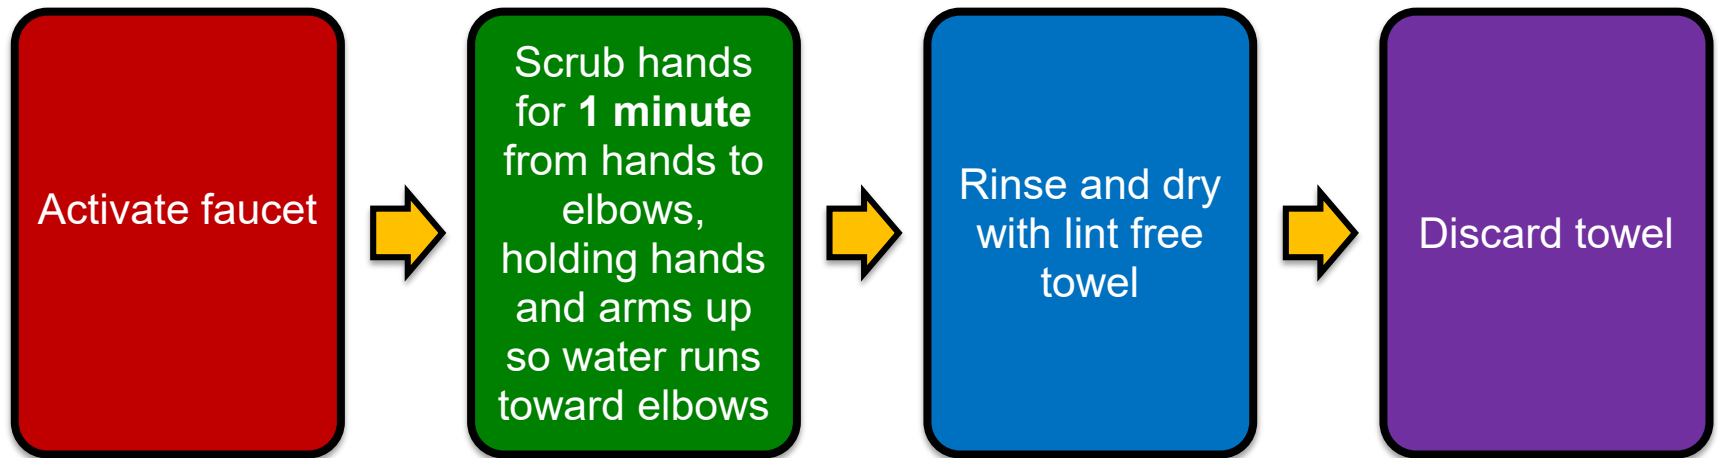 Activate faucet
Scrub hands
for 1 minute
from hands to
elbows,
holding hands
and arms up
so water runs
toward elbows
Rinse and dry
with lint free
towel
Discard towel